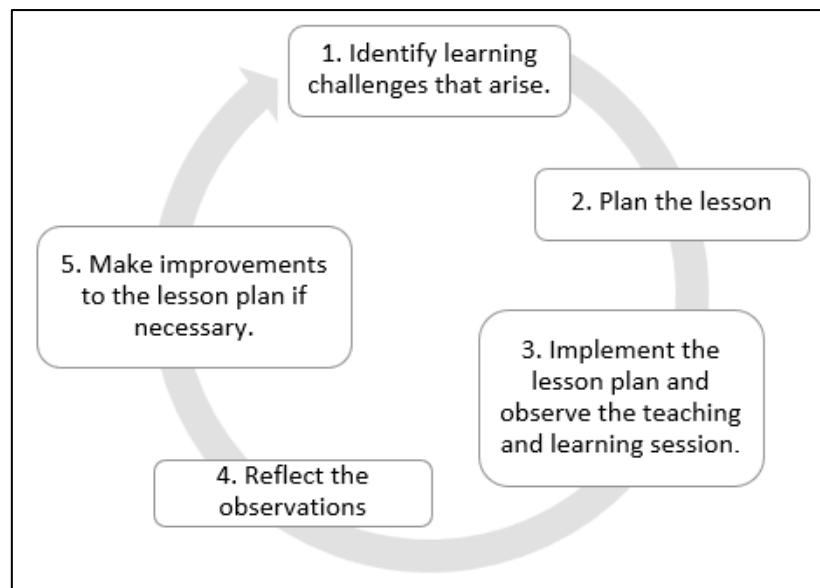 1. Identify learning
challenges that arise.
2. Plan the lesson
3. Implement the
lesson plan and
observe the teaching
and learning session.
4. Reflect the
observations
5. Make improvements
to the lesson plan if
necessary.